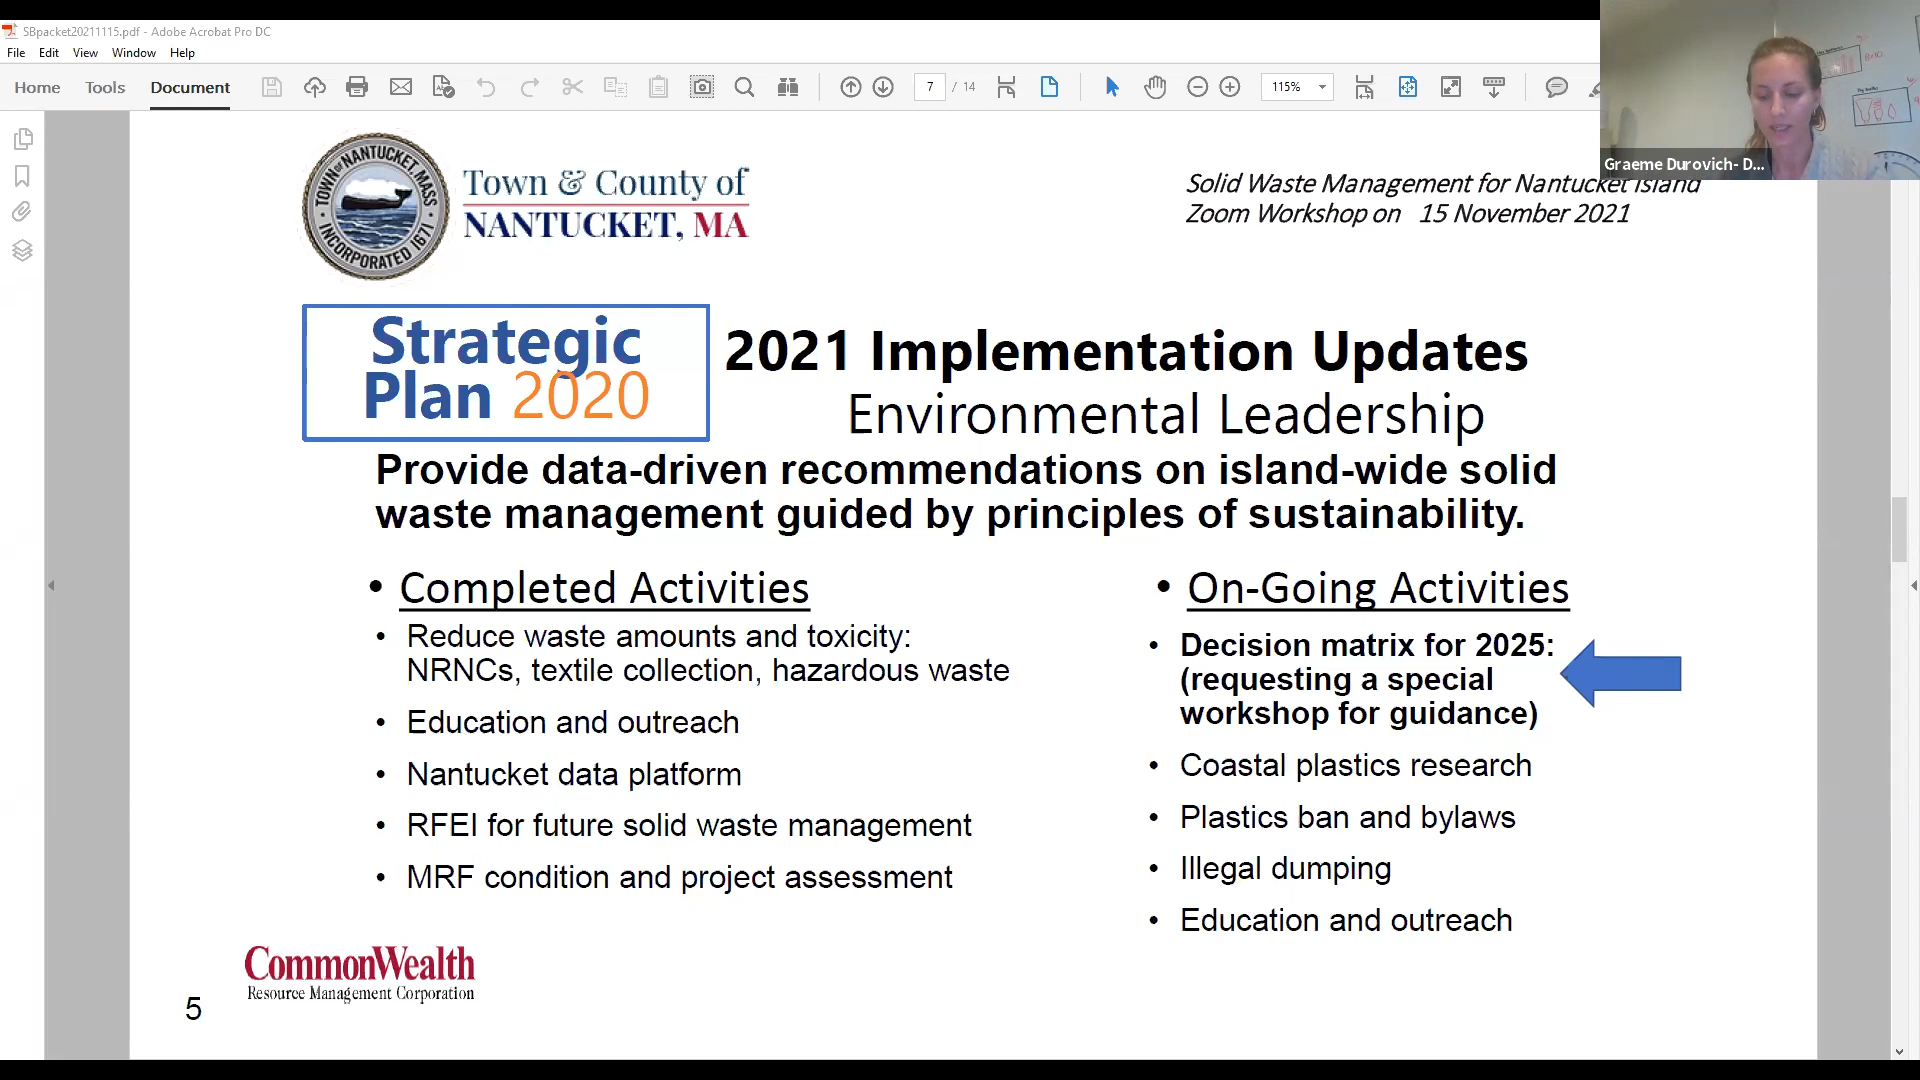 SBpacket20211115.pdf - Adobe Acrobat Pro DC
File Edit View Window Help
Home Tools Document
7 / 14
115%
Graeme Durovich- D...
TOWN OF NANTUCKET, MASS
INCORPORATED 1671
Town & County of
NANTUCKET, MA
Solid Waste Management for Nantucket Island
Zoom Workshop on 15 November 2021
Strategic
Plan 2020
2021 Implementation Updates
Environmental Leadership
Provide data-driven recommendations on island-wide solid
waste management guided by principles of sustainability.
• Completed Activities
• Reduce waste amounts and toxicity:
NRNCs, textile collection, hazardous waste
• Education and outreach
• Nantucket data platform
• RFEI for future solid waste management
• MRF condition and project assessment
• On-Going Activities
• Decision matrix for 2025:
(requesting a special
workshop for guidance)
• Coastal plastics research
• Plastics ban and bylaws
• Illegal dumping
• Education and outreach
CommonWealth
Resource Management Corporation
5